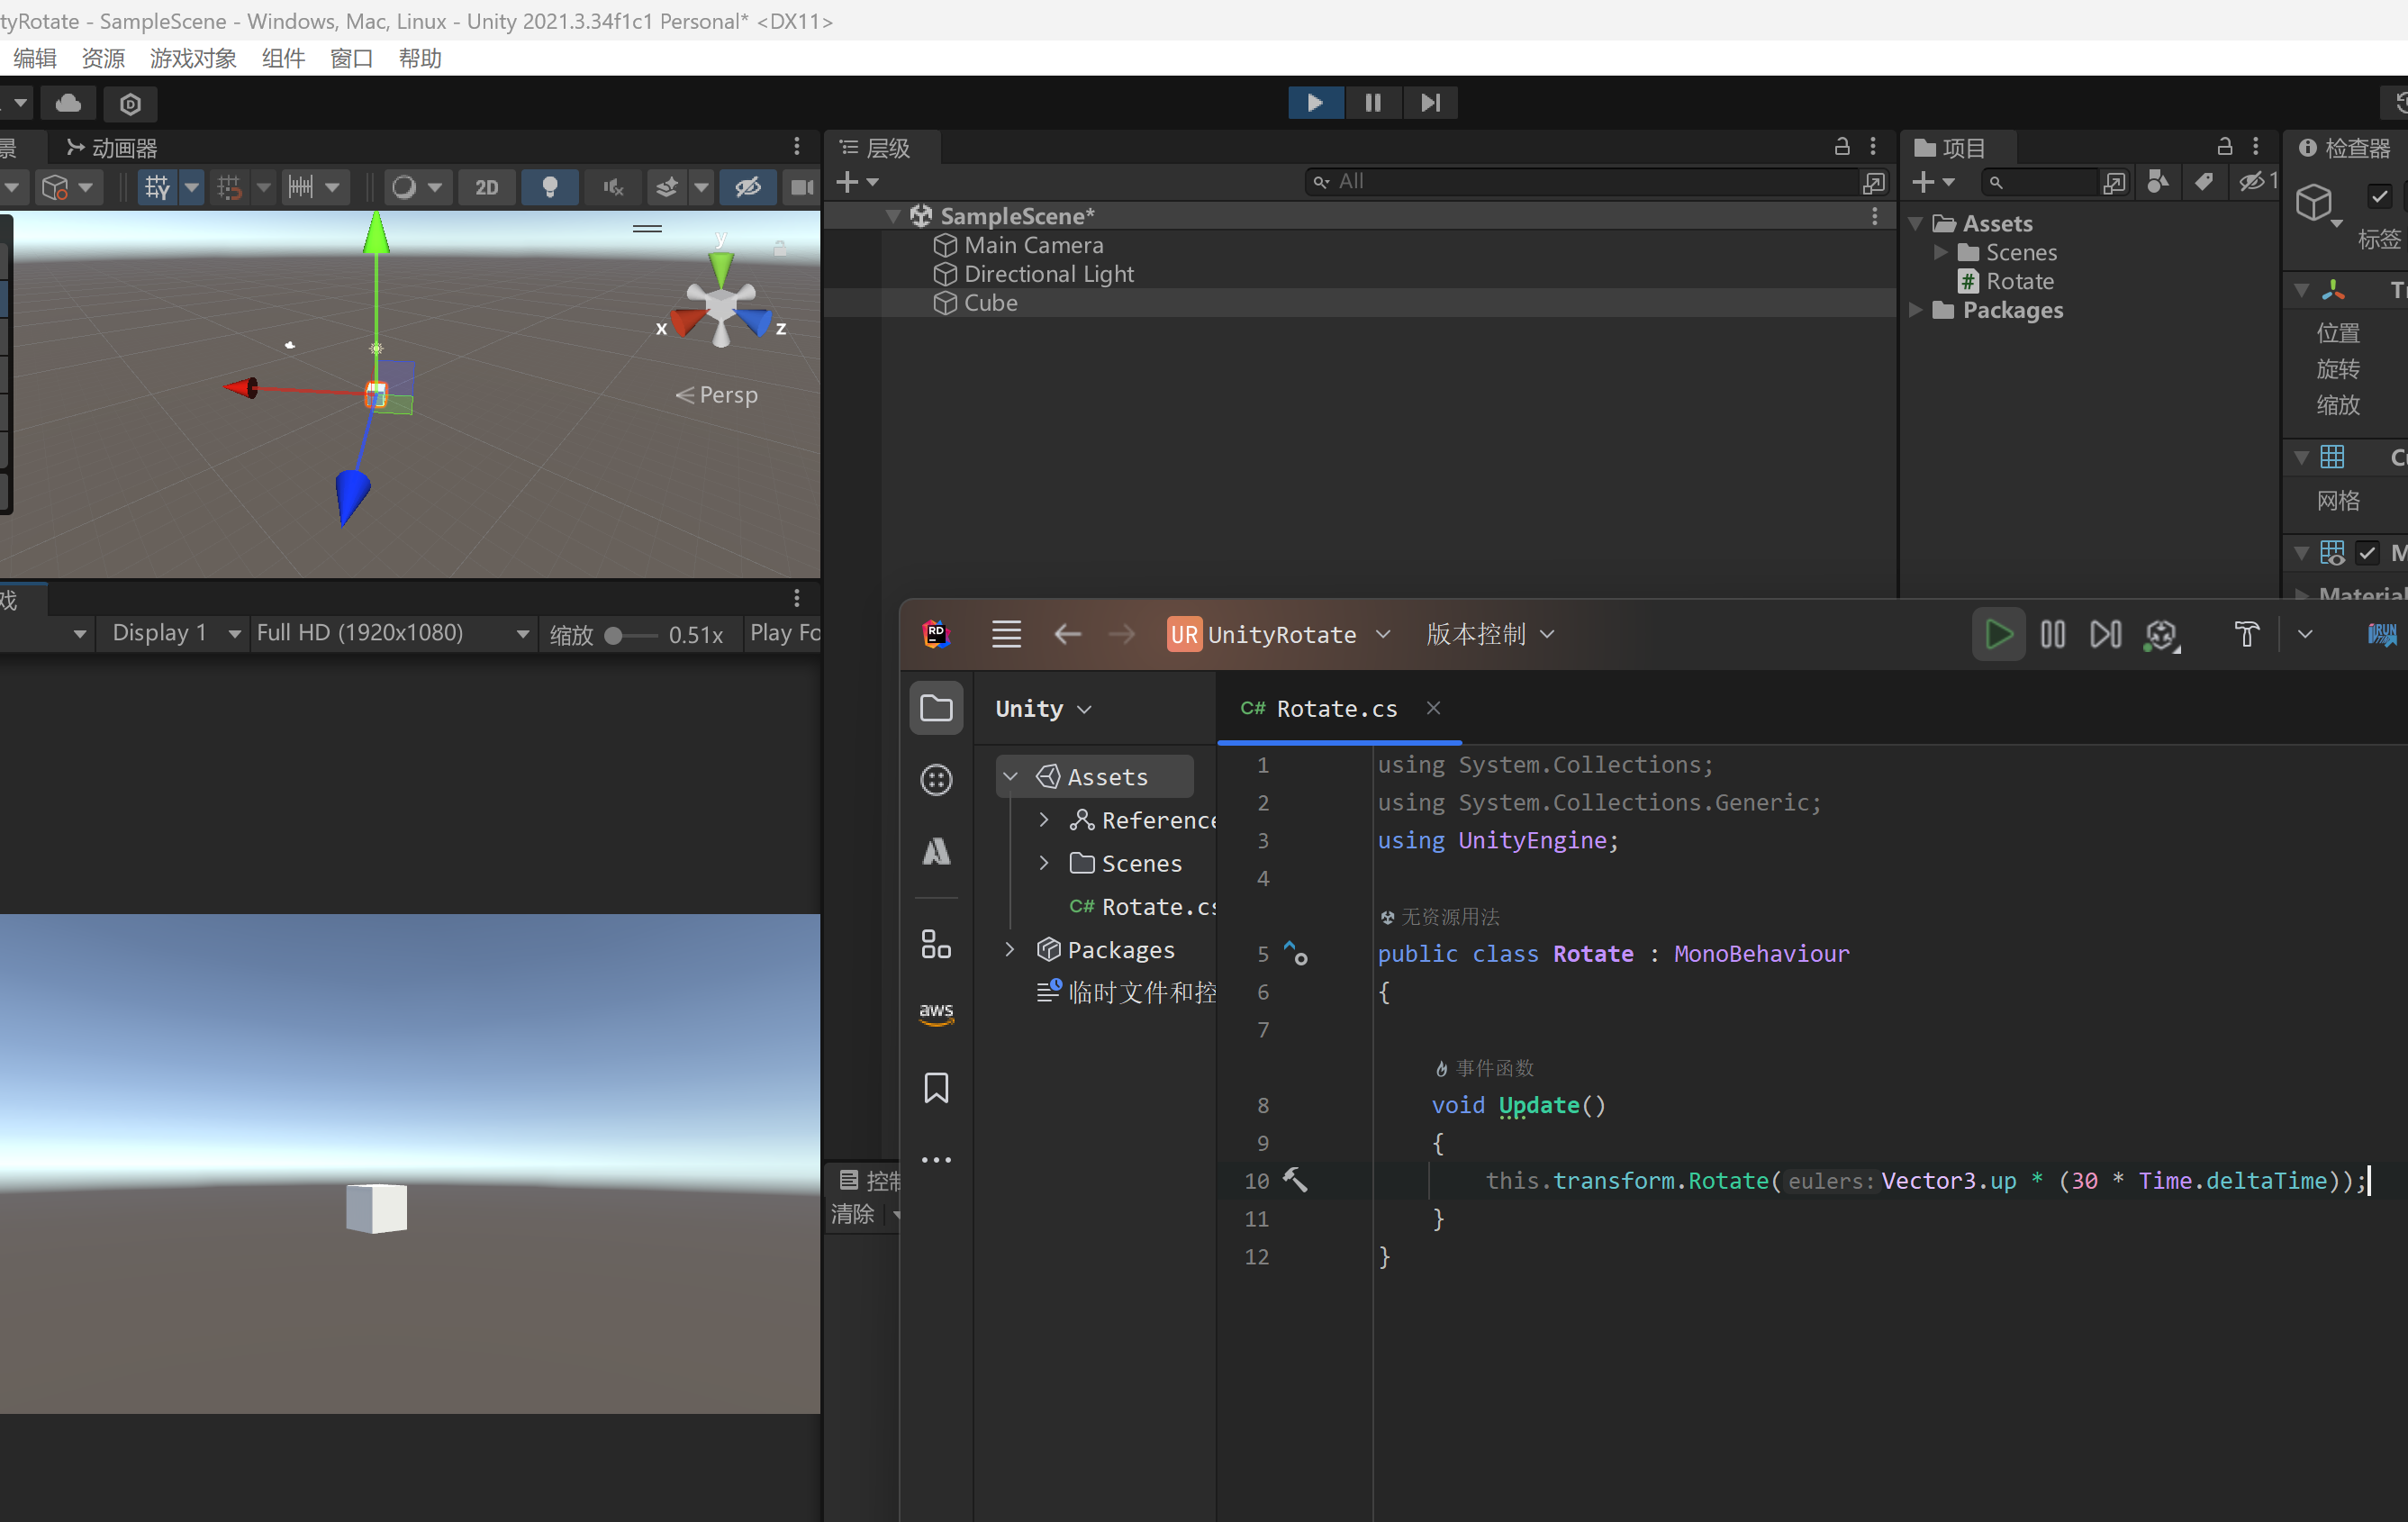 tyRotate - SampleScene - Windows, Mac, Linux - Unity 2021.3.34f1c1 Personal* <DX11>
编辑 资源 游戏对象 组件 窗口 帮助
景 动画器
2D
y
x
z
Persp
戏
Display 1 Full HD (1920x1080) 缩放 0.51x Play Fo
层级
All
SampleScene*
Main Camera
Directional Light
Cube
项目
1
Assets
Scenes
Rotate
Packages
检查器
标签
位置
旋转
缩放
网格
Material
控制
清除
RD
UR UnityRotate 版本控制
RUN
Unity
Assets
Reference
Scenes
C# Rotate.cs
Packages
临时文件和控
aws
C# Rotate.cs
1 using System.Collections;
2 using System.Collections.Generic;
3 using UnityEngine;
4
无资源用法
5 public class Rotate : MonoBehaviour
6 {
7
事件函数
8 void Update()
9 {
10 this.transform.Rotate(eulers:Vector3.up * (30 * Time.deltaTime));
11 }
12 }